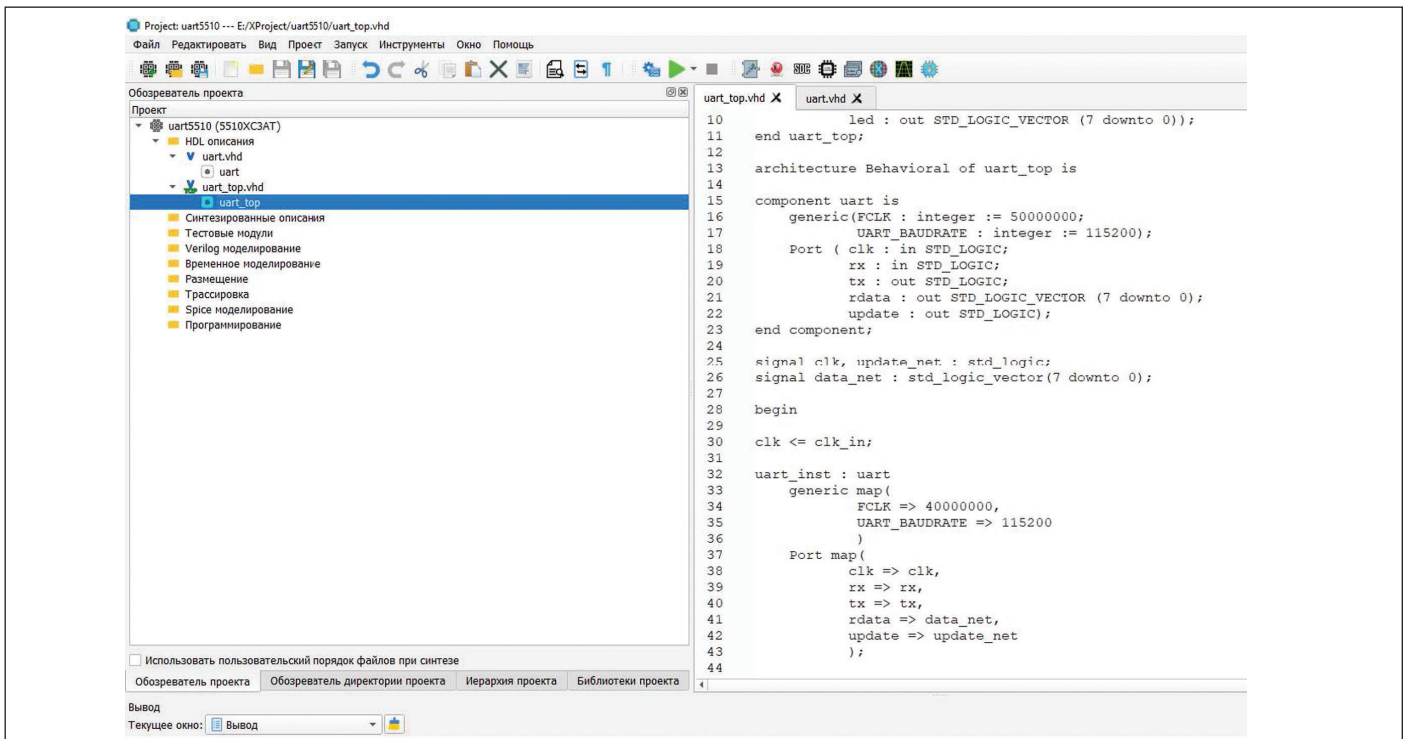 Project: uart5510 --- E:/XProject/uart5510/uart_top.vhd
Файл Редактировать Вид Проект Запуск Инструменты Окно Помощь
SDC
Обозреватель проекта
Проект
uart5510 (5510XC3AT)
HDL описания
uart.vhd
uart
uart_top.vhd
uart_top
Синтезированные описания
Тестовые модули
Verilog моделирование
Временное моделирование
Размещение
Трассировка
Spice моделирование
Программирование
Использовать пользовательский порядок файлов при синтезе
Обозреватель проекта Обозреватель директории проекта Иерархия проекта Библиотеки проекта
Вывод
Текущее окно: Вывод
uart_top.vhd uart.vhd
10 led : out STD_LOGIC_VECTOR (7 downto 0));
11 end uart_top;
12
13 architecture Behavioral of uart_top is
14
15 component uart is
16 generic(FCLK : integer := 50000000;
17 UART_BAUDRATE : integer := 115200);
18 Port ( clk : in STD_LOGIC;
19 rx : in STD_LOGIC;
20 tx : out STD_LOGIC;
21 rdata : out STD_LOGIC_VECTOR (7 downto 0);
22 update : out STD_LOGIC);
23 end component;
24
25 signal clk, update_net : std_logic;
26 signal data_net : std_logic_vector(7 downto 0);
27
28 begin
29
30 clk <= clk_in;
31
32 uart_inst : uart
33 generic map(
34 FCLK => 40000000,
35 UART_BAUDRATE => 115200
36 )
37 Port map(
38 clk => clk,
39 rx => rx,
40 tx => tx,
41 rdata => data_net,
42 update => update_net
43 );
44